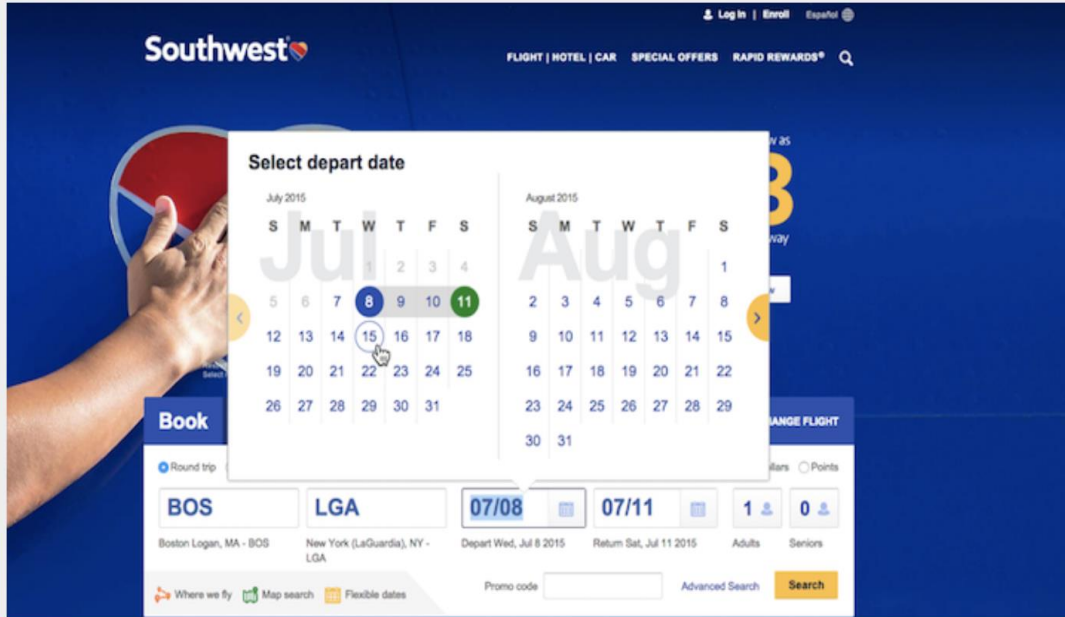 Log In | Enroll Español
Southwest
FLIGHT | HOTEL | CAR SPECIAL OFFERS RAPID REWARDS®
as
way
Select depart date
July 2015
Jul
S M T W T F S
1 2 3 4
5 6 7 8 9 10 11
12 13 14 15 16 17 18
19 20 21 22 23 24 25
26 27 28 29 30 31
August 2015
Aug
S M T W T F S
1
2 3 4 5 6 7 8
9 10 11 12 13 14 15
16 17 18 19 20 21 22
23 24 25 26 27 28 29
30 31
Select
Book
FLIGHT
Round trip
Points
BOS
LGA
07/08
07/11
1
0
Boston Logan, MA - BOS
New York (LaGuardia), NY -
LGA
Depart Wed, Jul 8 2015
Return Sat, Jul 11 2015
Adults
Seniors
Where we fly
Map search
Flexible dates
Promo code
Advanced Search
Search